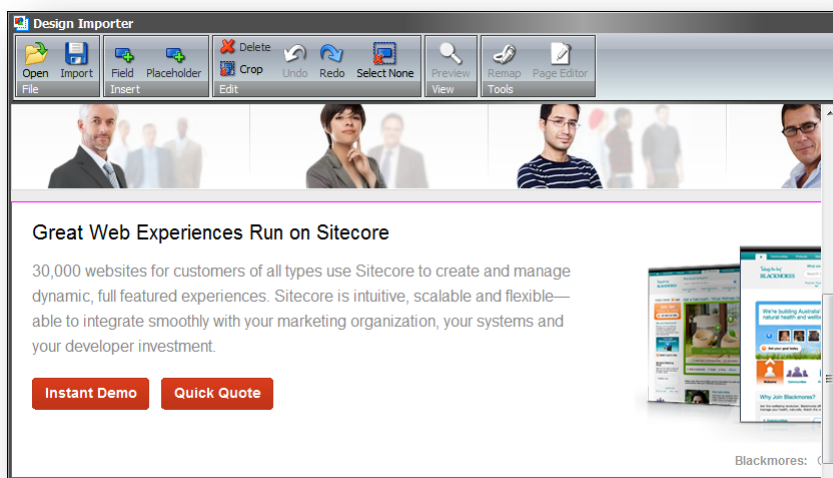 Design Importer
Open Import Field Placeholder Delete Crop Undo Redo Select None Preview Remap Page Editor
File Insert Edit View Tools
Great Web Experiences Run on Sitecore
30,000 websites for customers of all types use Sitecore to create and manage
dynamic, full featured experiences. Sitecore is intuitive, scalable and flexible—
able to integrate smoothly with your marketing organization, your systems and
your developer investment.
Instant Demo Quick Quote
BLACKMORES
We're building Australia'
natural health and wellb
Why Join Blackmores?
Blackmores: